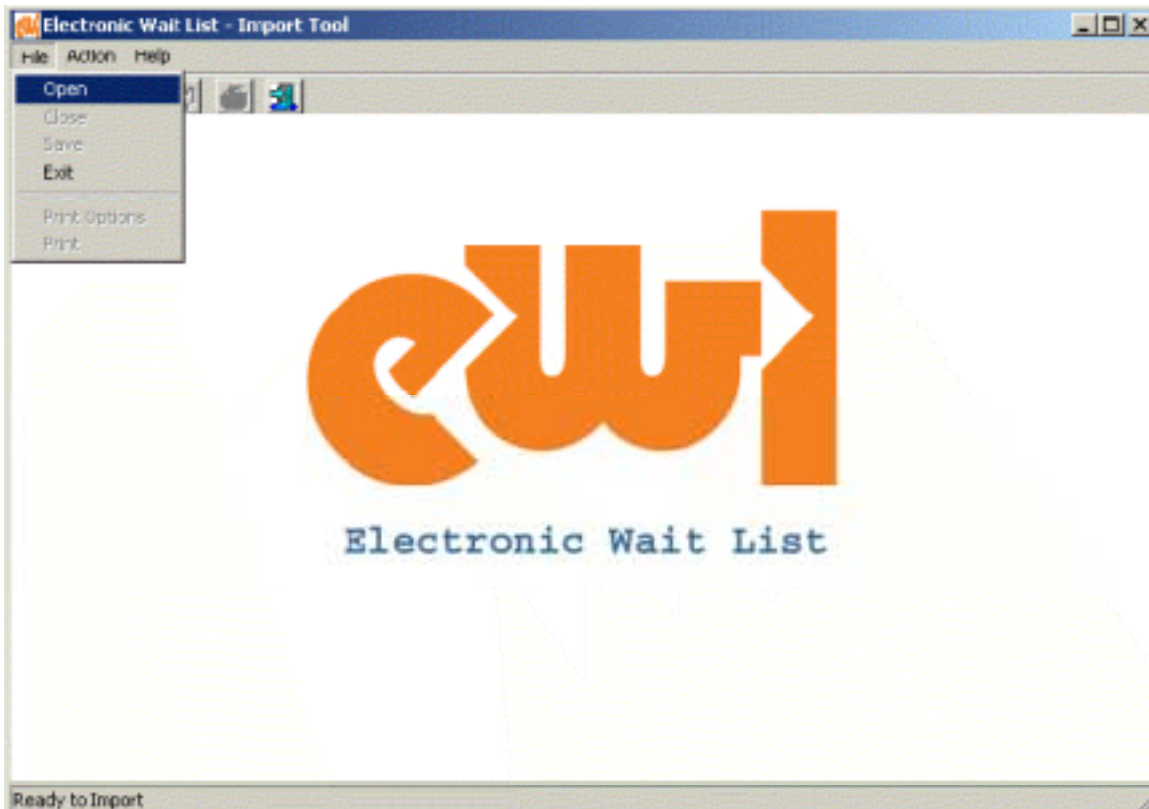 Electronic Wait List - Import Tool
File Action Help
Open
Close
Save
Exit
Print Options
Print
ewl
Electronic Wait List
Ready to Import